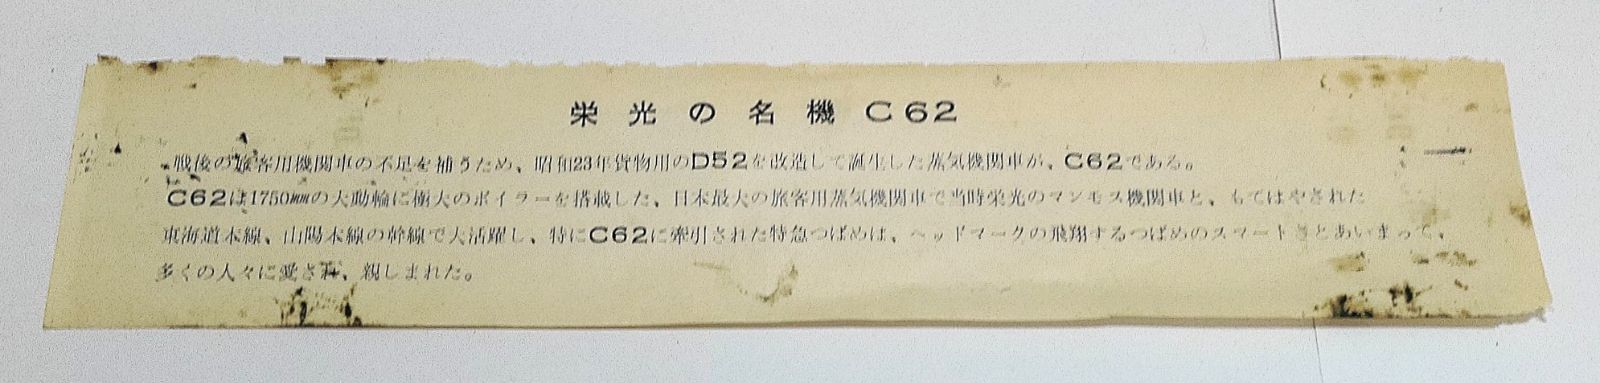 栄光の名機C62
戦後の旅客用機関車の不足を補うため、昭和23年貨物用のD52を改造して誕生した蒸気機関車が、C62である。
C62は1750mmの大動輪に極大のボイラーを搭載した、日本最大の旅客用蒸気機関車で当時栄光のマンモス機関車と、もてはやされた
東海道本線、山陽本線の幹線で大活躍し、特にC62に牽引された特急つばめは、ヘッドマークの飛翔するつばめのスマートさとあいまって、
多くの人々に愛され、親しまれた。